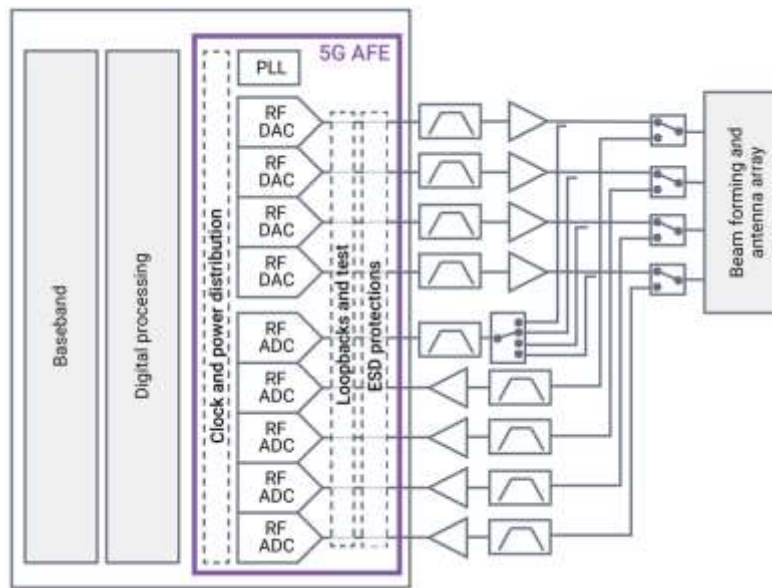 5G AFE
PLL
RF
DAC
RF
DAC
RF
DAC
RF
DAC
RF
ADC
RF
ADC
RF
ADC
RF
ADC
RF
ADC
Baseband
Digital processing
Clock and power distribution
Loopbacks and test
ESD protections
Beam forming and
antenna array